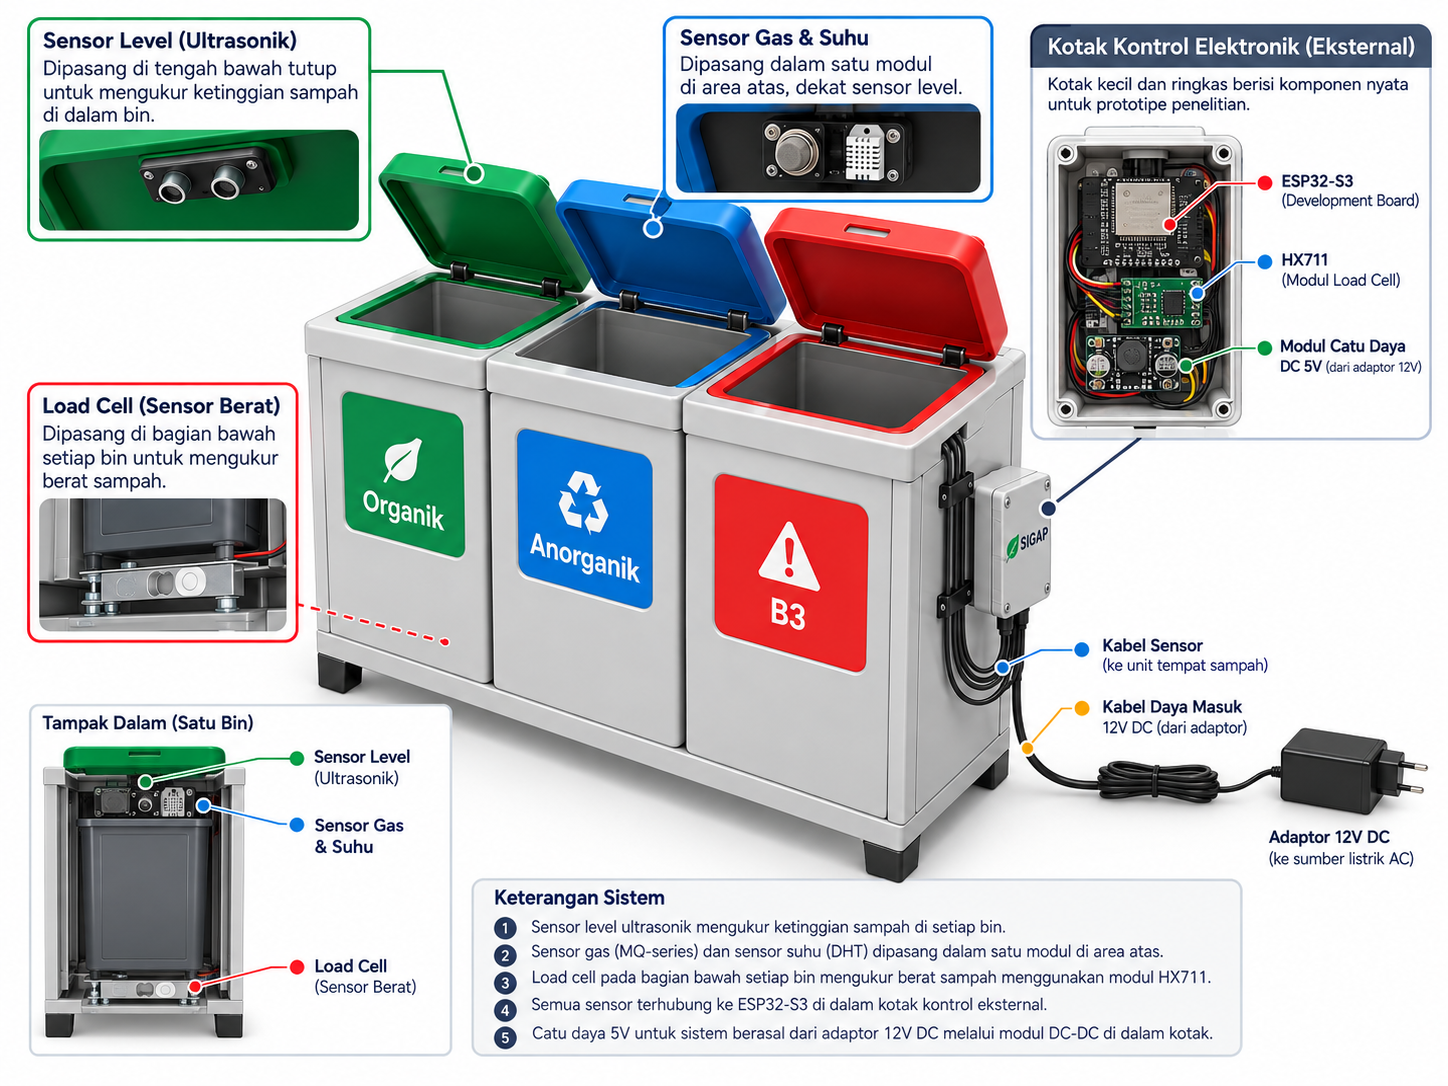 Sensor Level (Ultrasonik)
Dipasang di tengah bawah tutup
untuk mengukur ketinggian sampah
di dalam bin.
Sensor Gas & Suhu
Dipasang dalam satu modul
di area atas, dekat sensor level.
Kotak Kontrol Elektronik (Eksternal)
Kotak kecil dan ringkas berisi komponen nyata
untuk prototipe penelitian.
ESP32-S3
(Development Board)
HX711
(Modul Load Cell)
Modul Catu Daya
DC 5V (dari adaptor 12V)
Load Cell (Sensor Berat)
Dipasang di bagian bawah
setiap bin untuk mengukur
berat sampah.
Organik
Anorganik
B3
SIGAP
Kabel Sensor
(ke unit tempat sampah)
Kabel Daya Masuk
12V DC (dari adaptor)
Adaptor 12V DC
(ke sumber listrik AC)
Tampak Dalam (Satu Bin)
Sensor Level
(Ultrasonik)
Sensor Gas
& Suhu
Load Cell
(Sensor Berat)
Keterangan Sistem
1 Sensor level ultrasonik mengukur ketinggian sampah di setiap bin.
2 Sensor gas (MQ-series) dan sensor suhu (DHT) dipasang dalam satu modul di area atas.
3 Load cell pada bagian bawah setiap bin mengukur berat sampah menggunakan modul HX711.
4 Semua sensor terhubung ke ESP32-S3 di dalam kotak kontrol eksternal.
5 Catu daya 5V untuk sistem berasal dari adaptor 12V DC melalui modul DC-DC di dalam kotak.